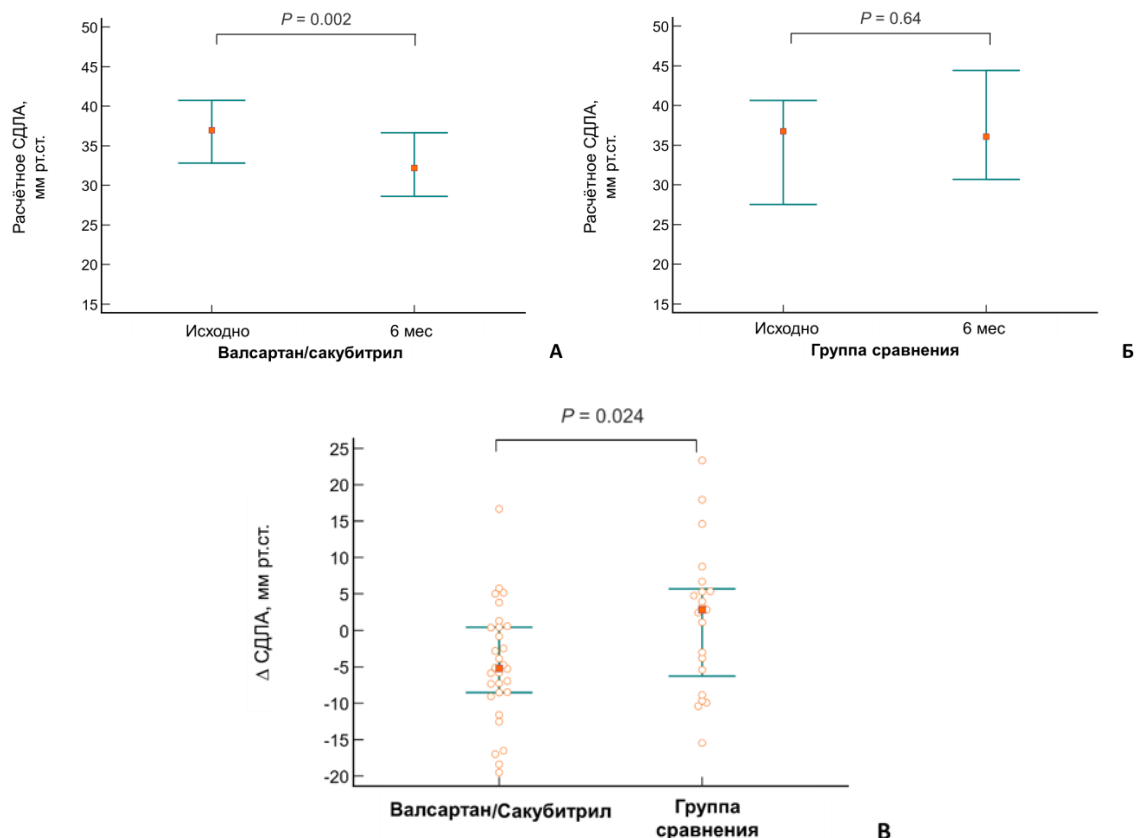 P = 0.002
Расчётное СДЛА,
мм рт.ст.
50
45
40
35
30
25
20
15
Исходно
6 мес
Валсартан/сакубитрил
А
P = 0.64
Расчётное СДЛА,
мм рт.ст.
50
45
40
35
30
25
20
15
Исходно
6 мес
Группа сравнения
Б
P = 0.024
Δ СДЛА, мм рт.ст.
25
20
15
10
5
0
-5
-10
-15
-20
Валсартан/Сакубитрил
Группа
сравнения
В